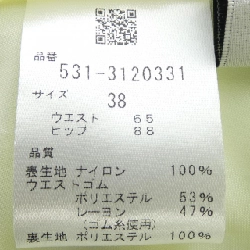 品番
531-3120331
サイズ
38
ウエスト 65
ヒップ 88
品質
表生地 ナイロン 100%
ウエストゴム
ポリエステル 53%
レーヨン 47%
(ゴム糸使用)
裏生地 ポリエステル 100%